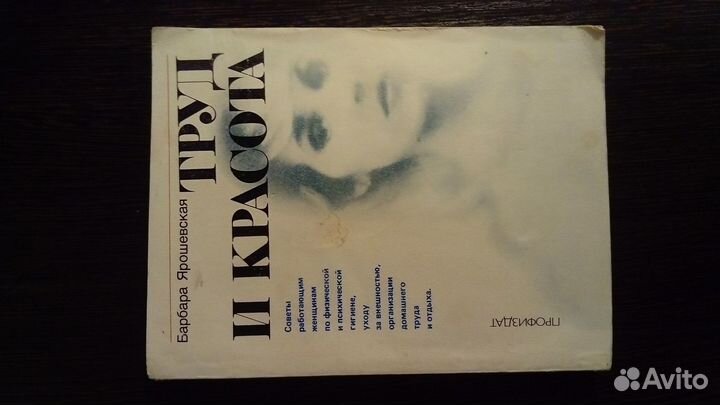 Барбара Ярошевская
ТРУД
И КРАСОТА
Советы
работающим
женщинам
по физической
и психической
гигиене,
уходу
за внешностью,
организации
домашнего
труда
и отдыха.
ПРОФИЗДАТ
Avito